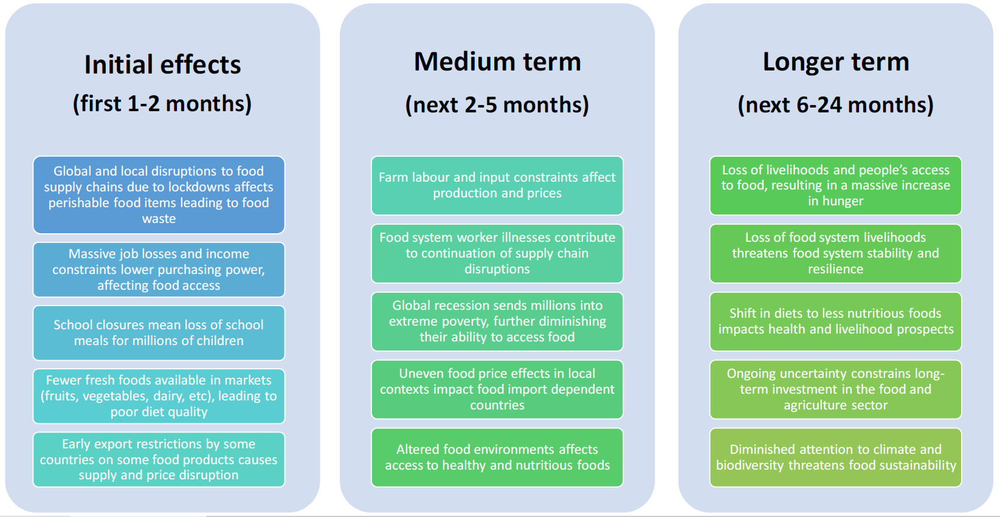 Initial effects
(first 1-2 months)
Global and local disruptions to food
supply chains due to lockdowns affects
perishable food items leading to food
waste
Massive job losses and income
constraints lower purchasing power,
affecting food access
School closures mean loss of school
meals for millions of children
Fewer fresh foods available in markets
(fruits, vegetables, dairy, etc), leading to
poor diet quality
Early export restrictions by some
countries on some food products causes
supply and price disruption
Medium term
(next 2-5 months)
Farm labour and input constraints affect
production and prices
Food system worker illnesses contribute
to continuation of supply chain
disruptions
Global recession sends millions into
extreme poverty, further diminishing
their ability to access food
Uneven food price effects in local
contexts impact food import dependent
countries
Altered food environments affects
access to healthy and nutritious foods
Longer term
(next 6-24 months)
Loss of livelihoods and people’s access
to food, resulting in a massive increase
in hunger
Loss of food system livelihoods
threatens food system stability and
resilience
Shift in diets to less nutritious foods
impacts health and livelihood prospects
Ongoing uncertainty constrains long-
term investment in the food and
agriculture sector
Diminished attention to climate and
biodiversity threatens food sustainability